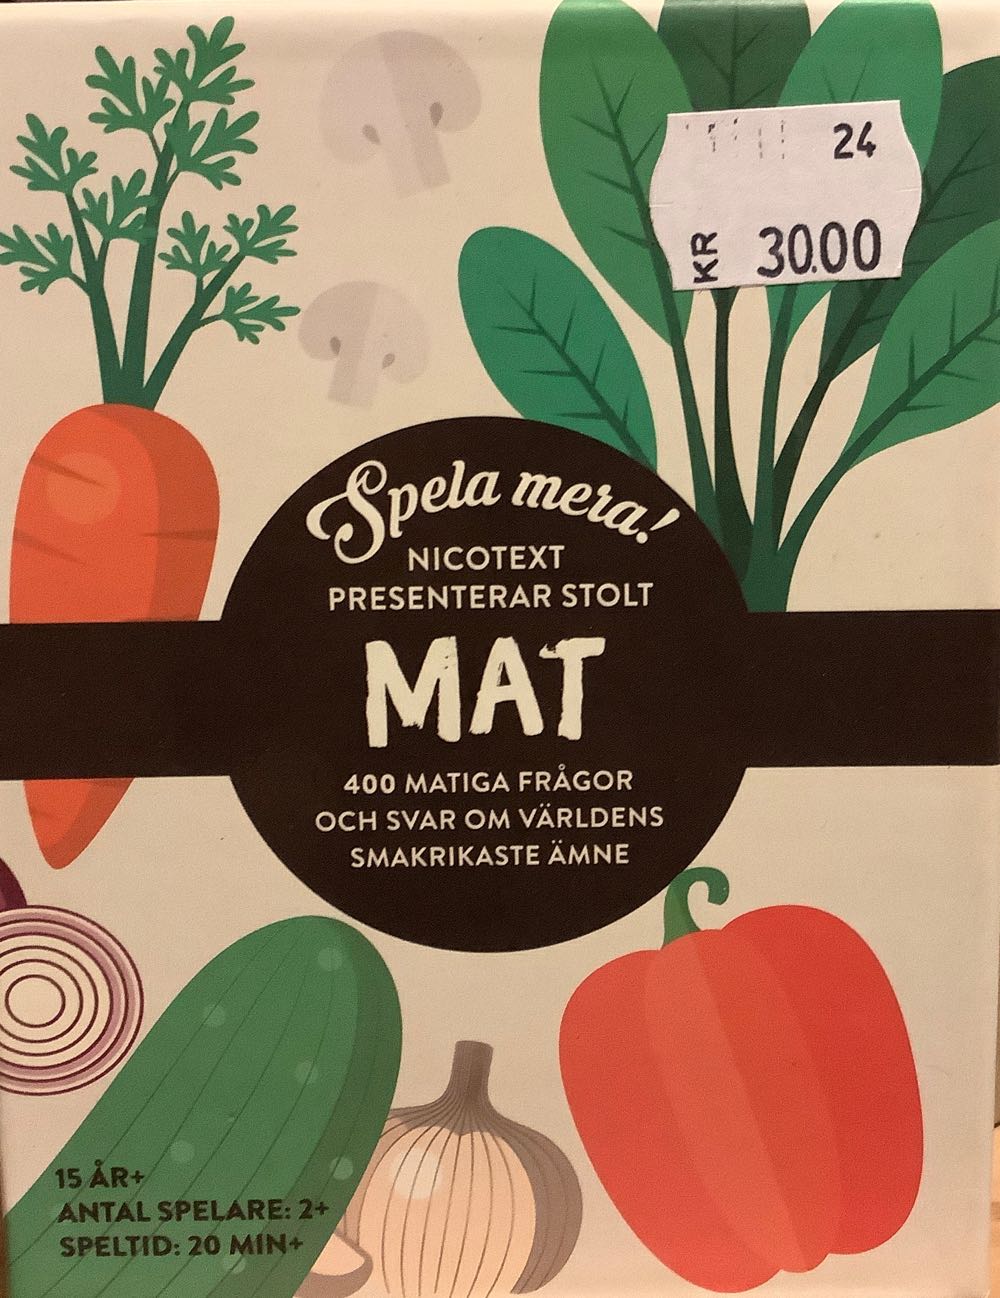 24
KR 30.00
Spela mera!
NICOTEXT
PRESENTERAR STOLT
MAT
400 MATIGA FRÅGOR
OCH SVAR OM VÄRLDENS
SMAKRIKASTE ÄMNE
15 ÅR+
ANTAL SPELARE: 2+
SPELTID: 20 MIN+